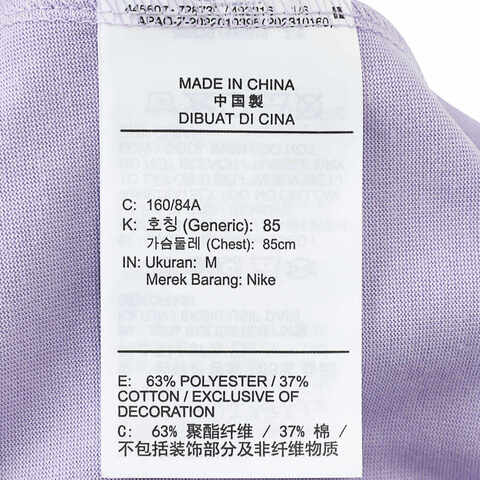 MADE IN CHINA
中国製
DIBUAT DI CINA
C: 160/84A
K: 호칭 (Generic): 85
가슴둘레 (Chest): 85cm
IN: Ukuran: M
Merek Barang: Nike
E: 63% POLYESTER / 37%
COTTON / EXCLUSIVE OF
DECORATION
C: 63% 聚酯纤维 / 37% 棉 /
不包括装饰部分及非纤维物质